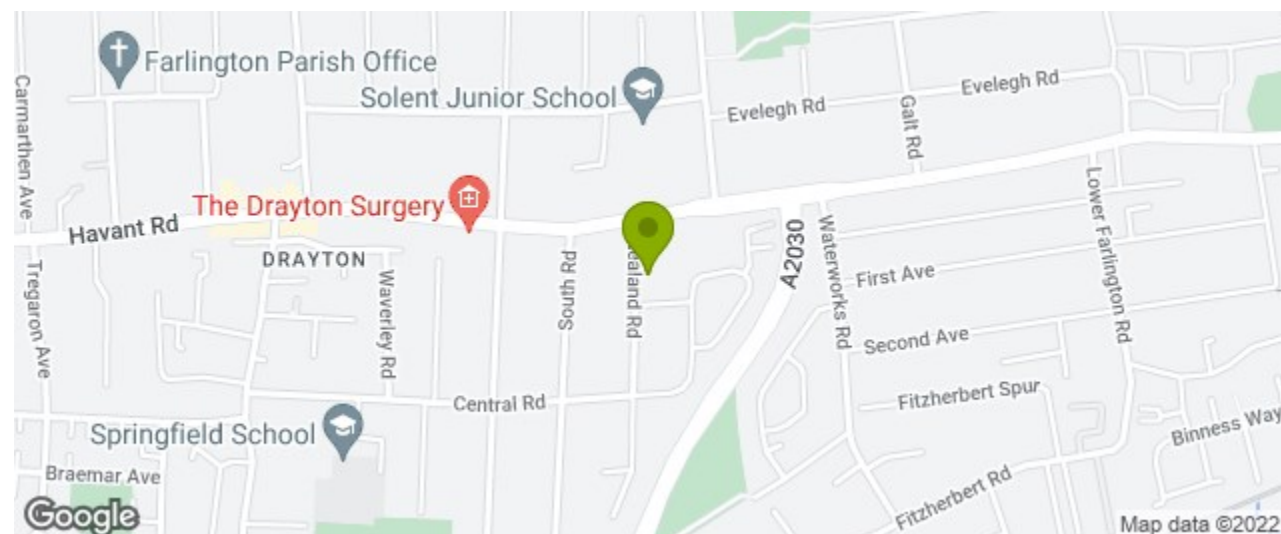 Farlington Parish Office
Solent Junior School
Evelegh Rd
Evelegh Rd
Galt Rd
Carmarthen Ave
The Drayton Surgery
Havant Rd
DRAYTON
Lower Farlington Rd
A2030
Waterworks Rd
First Ave
Tregaron Ave
Waverley Rd
South Rd
ealand Rd
Second Ave
Central Rd
Fitzherbert Spur
Springfield School
Binness Way
Braemar Ave
Fitzherbert Rd
Google
Map data ©2022